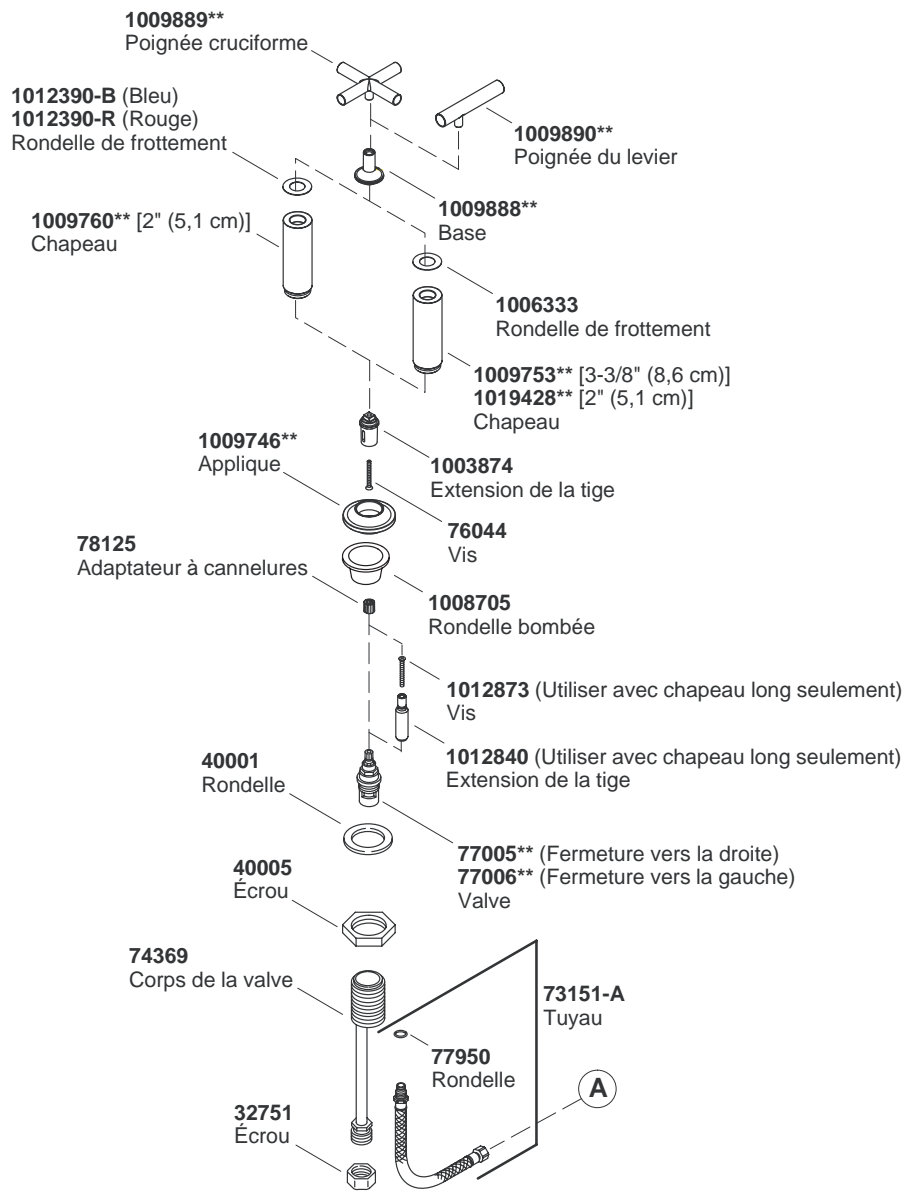 1009889**
Poignée cruciforme
1012390-B (Bleu)
1012390-R (Rouge)
Rondelle de frottement
1009890**
Poignée du levier
1009760** [2" (5,1 cm)]
Chapeau
1009888**
Base
1006333
Rondelle de frottement
1009753** [3-3/8" (8,6 cm)]
1019428** [2" (5,1 cm)]
Chapeau
1009746**
Applique
1003874
Extension de la tige
76044
Vis
78125
Adaptateur à cannelures
1008705
Rondelle bombée
1012873 (Utiliser avec chapeau long seulement)
Vis
1012840 (Utiliser avec chapeau long seulement)
Extension de la tige
40001
Rondelle
77005** (Fermeture vers la droite)
77006** (Fermeture vers la gauche)
Valve
40005
Écrou
74369
Corps de la valve
73151-A
Tuyau
77950
Rondelle
A
32751
Écrou